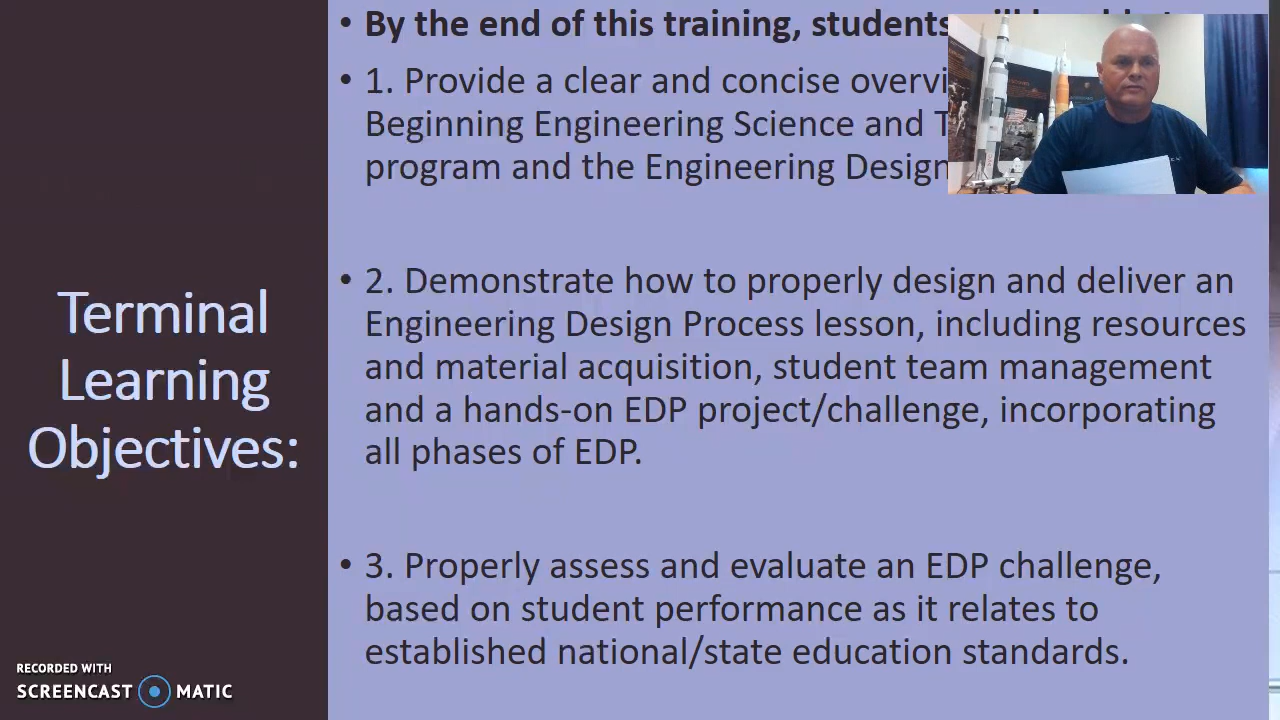 Terminal
Learning
Objectives:
• By the end of this training, students
• 1. Provide a clear and concise
Beginning Engineering Science and
program and the Engineering Design
• 2. Demonstrate how to properly design and deliver an
Engineering Design Process lesson, including resources
and material acquisition, student team management
and a hands-on EDP project/challenge, incorporating
all phases of EDP.
• 3. Properly assess and evaluate an EDP challenge,
based on student performance as it relates to
established national/state education standards.
RECORDED WITH
SCREENCAST MATIC